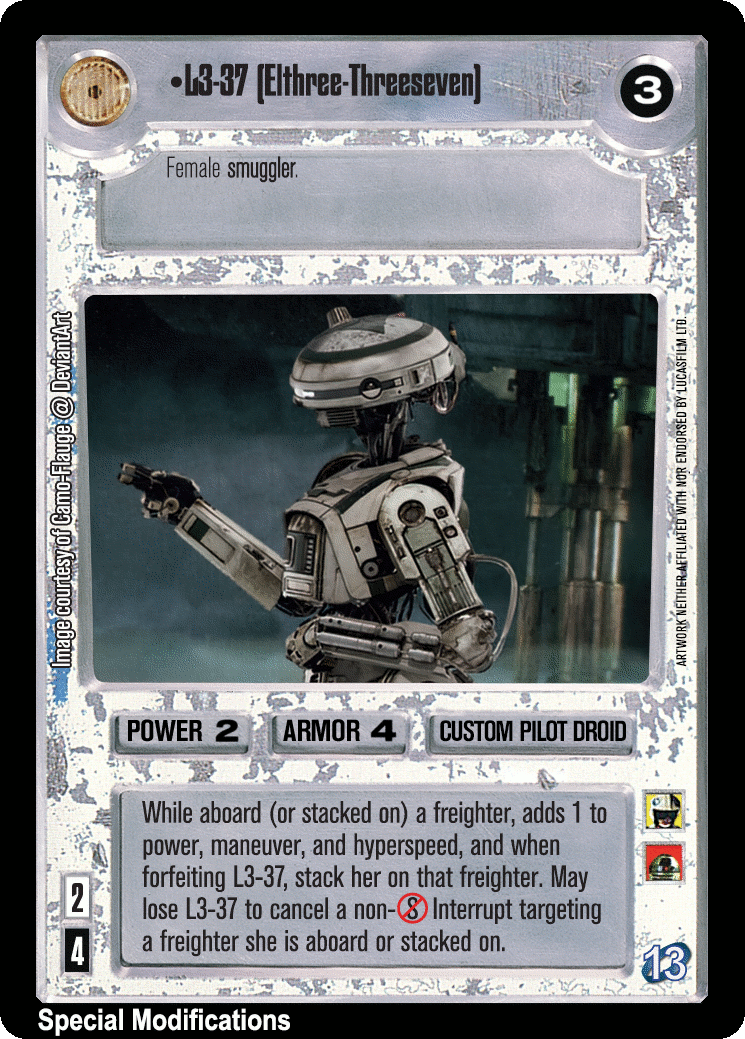 •L3-37 (Elthree-Threeseven)
3
Female smuggler.
Image courtesy of Camo-Flauge @ DeviantArt
ARTWORK NEITHER AFFILIATED WITH NOR ENDORSED BY LUCASFILM LTD.
POWER 2
ARMOR 4
CUSTOM PILOT DROID
While aboard (or stacked on) a freighter, adds 1 to
power, maneuver, and hyperspeed, and when
forfeiting L3-37, stack her on that freighter. May
lose L3-37 to cancel a non- Interrupt targeting
a freighter she is aboard or stacked on.
2
4
13
Special Modifications